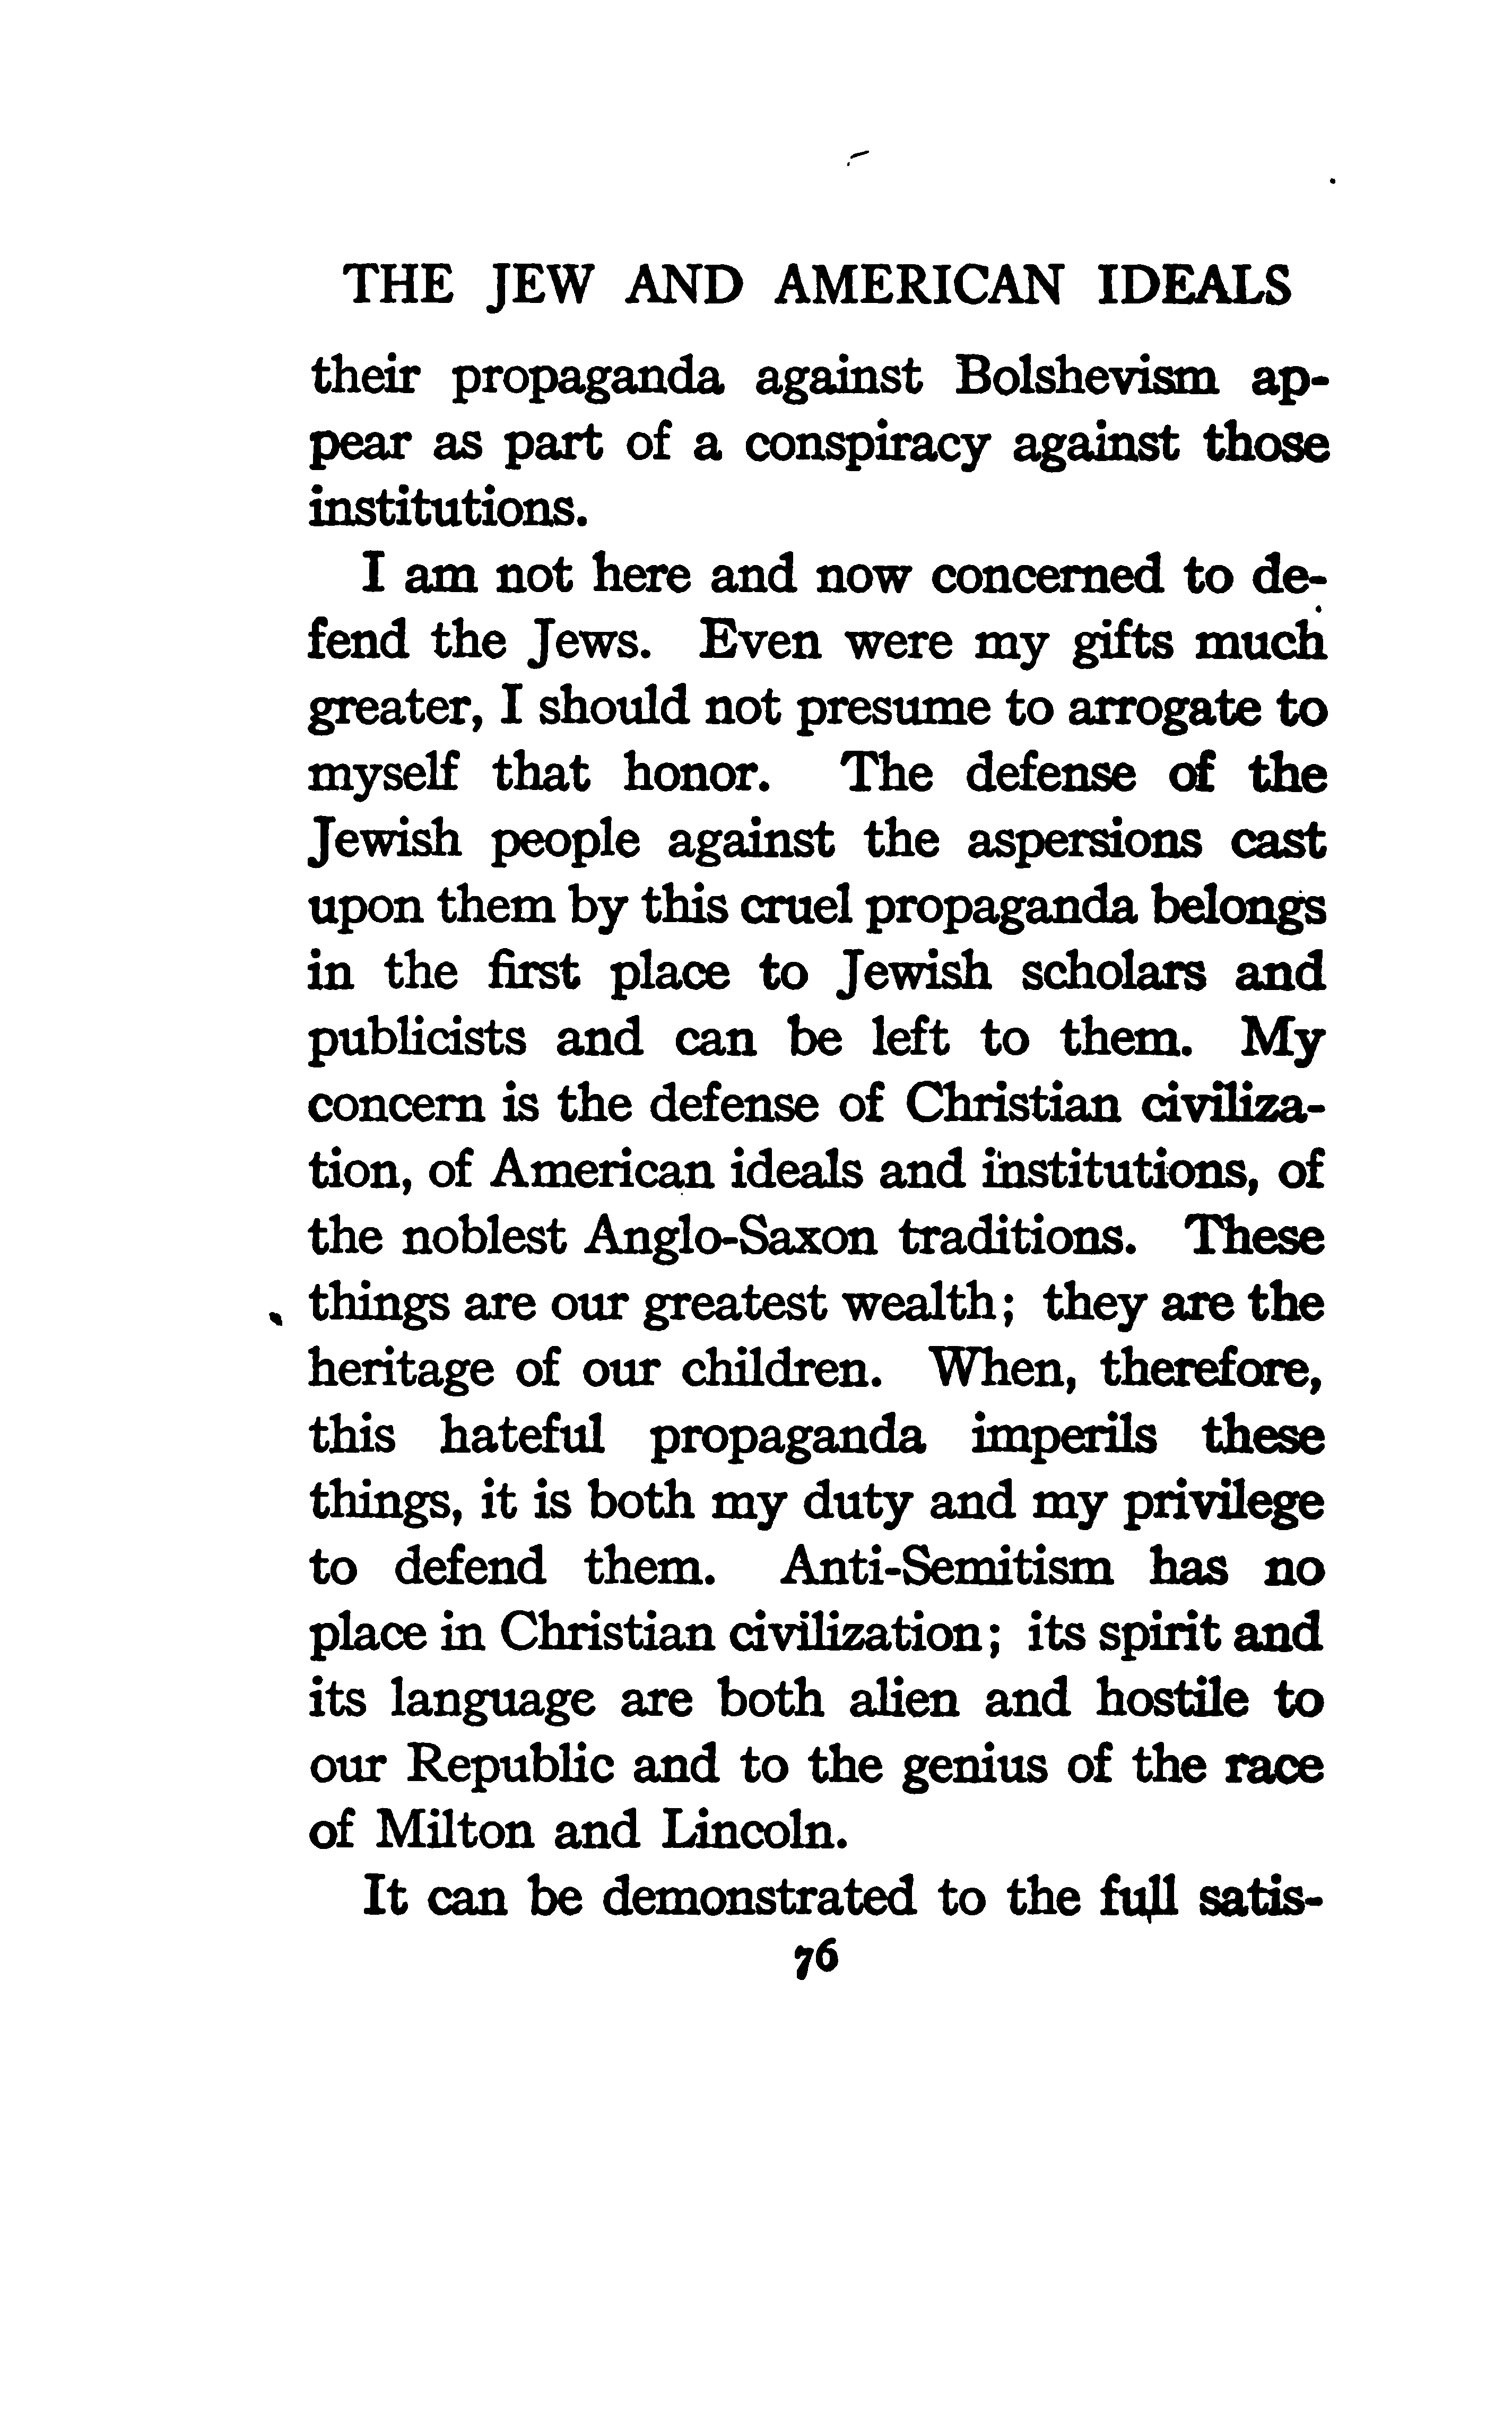 THE JEW AND AMERICAN IDEALS
their propaganda against Bolshevism ap-
pear as part of a conspiracy against those
institutions.
I am not here and now concerned to de-
fend the Jews. Even were my gifts much
greater, I should not presume to arrogate to
myself that honor. The defense of the
Jewish people against the aspersions cast
upon them by this cruel propaganda belongs
in the first place to Jewish scholars and
publicists and can be left to them. My
concern is the defense of Christian civiliza-
tion, of American ideals and institutions, of
the noblest Anglo-Saxon traditions. These
things are our greatest wealth; they are the
heritage of our children. When, therefore,
this hateful propaganda imperils these
things, it is both my duty and my privilege
to defend them. Anti-Semitism has no
place in Christian civilization; its spirit and
its language are both alien and hostile to
our Republic and to the genius of the race
of Milton and Lincoln.
It can be demonstrated to the full satis-
76